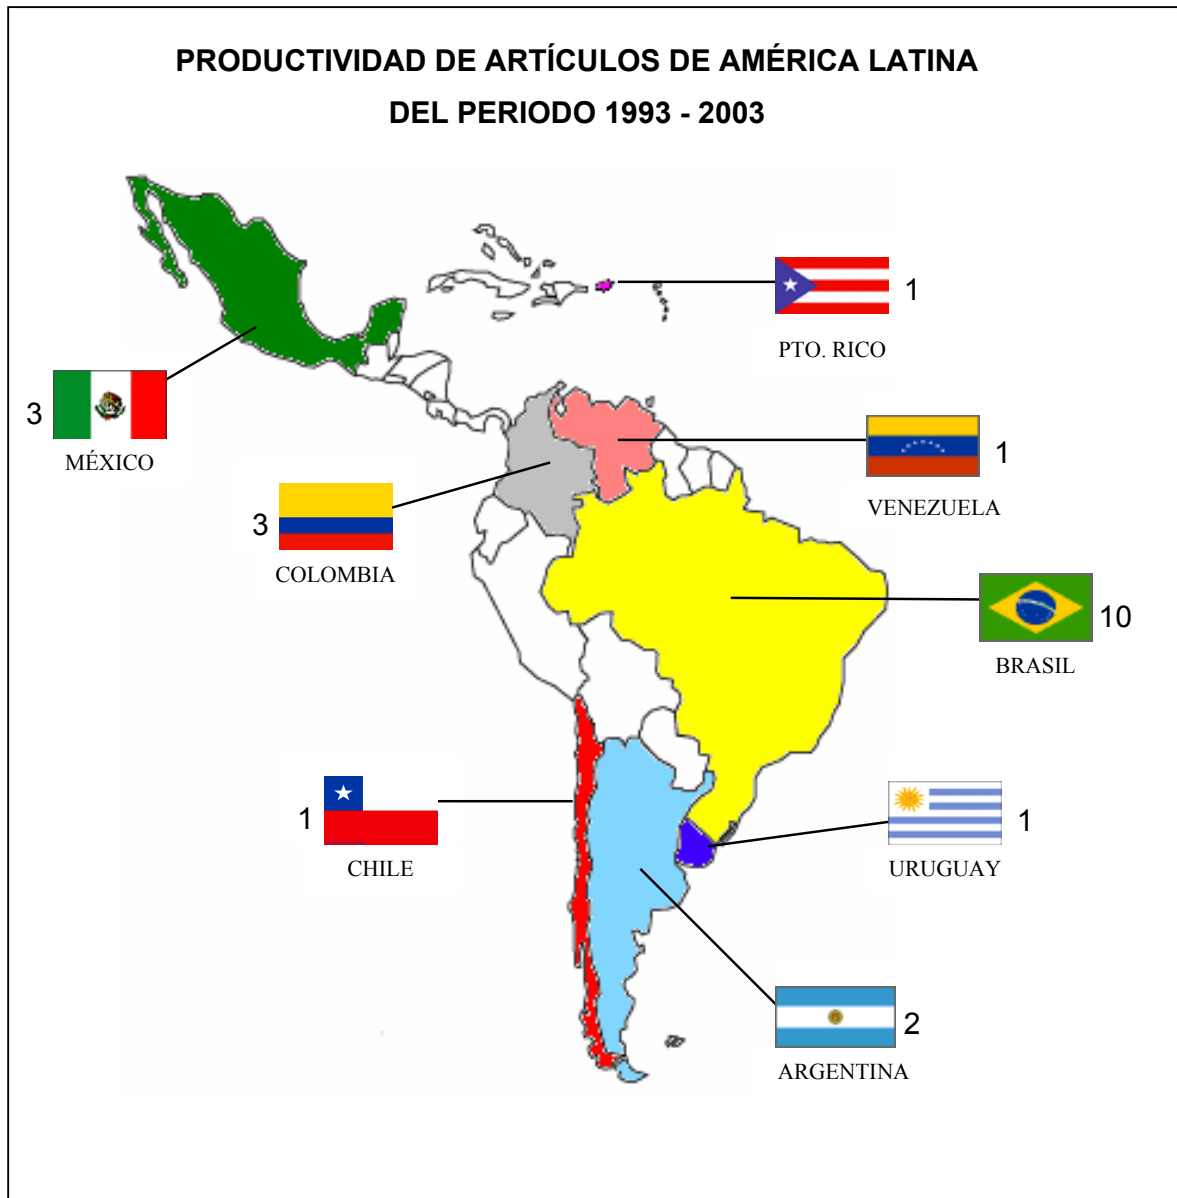 PRODUCTIVIDAD DE ARTÍCULOS DE AMÉRICA LATINA
DEL PERIODO 1993 - 2003
1
PTO. RICO
3
MÉXICO
1
VENEZUELA
3
COLOMBIA
10
BRASIL
1
CHILE
1
URUGUAY
2
ARGENTINA